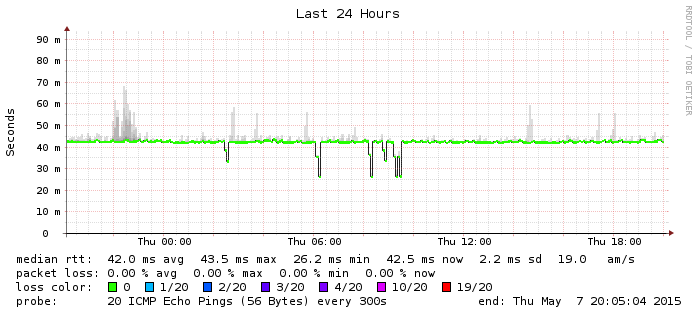 Last 24 Hours
RRDTOOL / TOBI OETIKER
Seconds
90 m
80 m
70 m
60 m
50 m
40 m
30 m
20 m
10 m
0
Thu 00:00 Thu 06:00 Thu 12:00 Thu 18:00
median rtt: 42.0 ms avg 43.5 ms max 26.2 ms min 42.5 ms now 2.2 ms sd 19.0 am/s
packet loss: 0.00 % avg 0.00 % max 0.00 % min 0.00 % now
loss color: 0 1/20 2/20 3/20 4/20 10/20 19/20
probe: 20 ICMP Echo Pings (56 Bytes) every 300s end: Thu May 7 20:05:04 2015